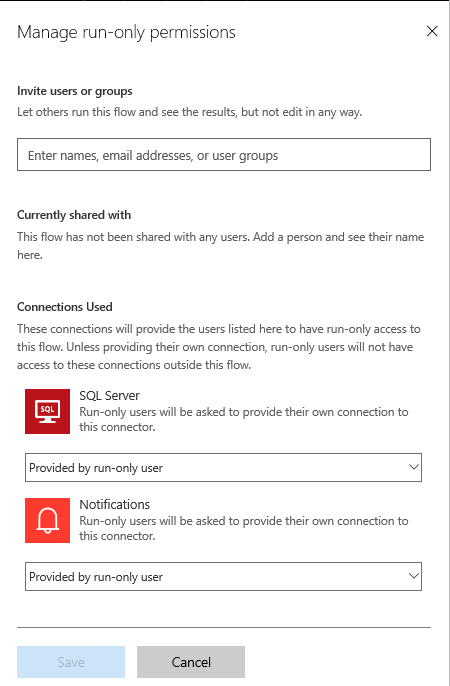 Manage run-only permissions
Invite users or groups
Let others run this flow and see the results, but not edit in any way.
Enter names, email addresses, or user groups
Currently shared with
This flow has not been shared with any users. Add a person and see their name
here.
Connections Used
These connections will provide the users listed here to have run-only access to
this flow. Unless providing their own connection, run-only users will not have
access to these connections outside this flow.
SQL
SQL Server
Run-only users will be asked to provide their own connection to
this connector.
Provided by run-only user
Notifications
Run-only users will be asked to provide their own connection to
this connector.
Provided by run-only user
Save
Cancel